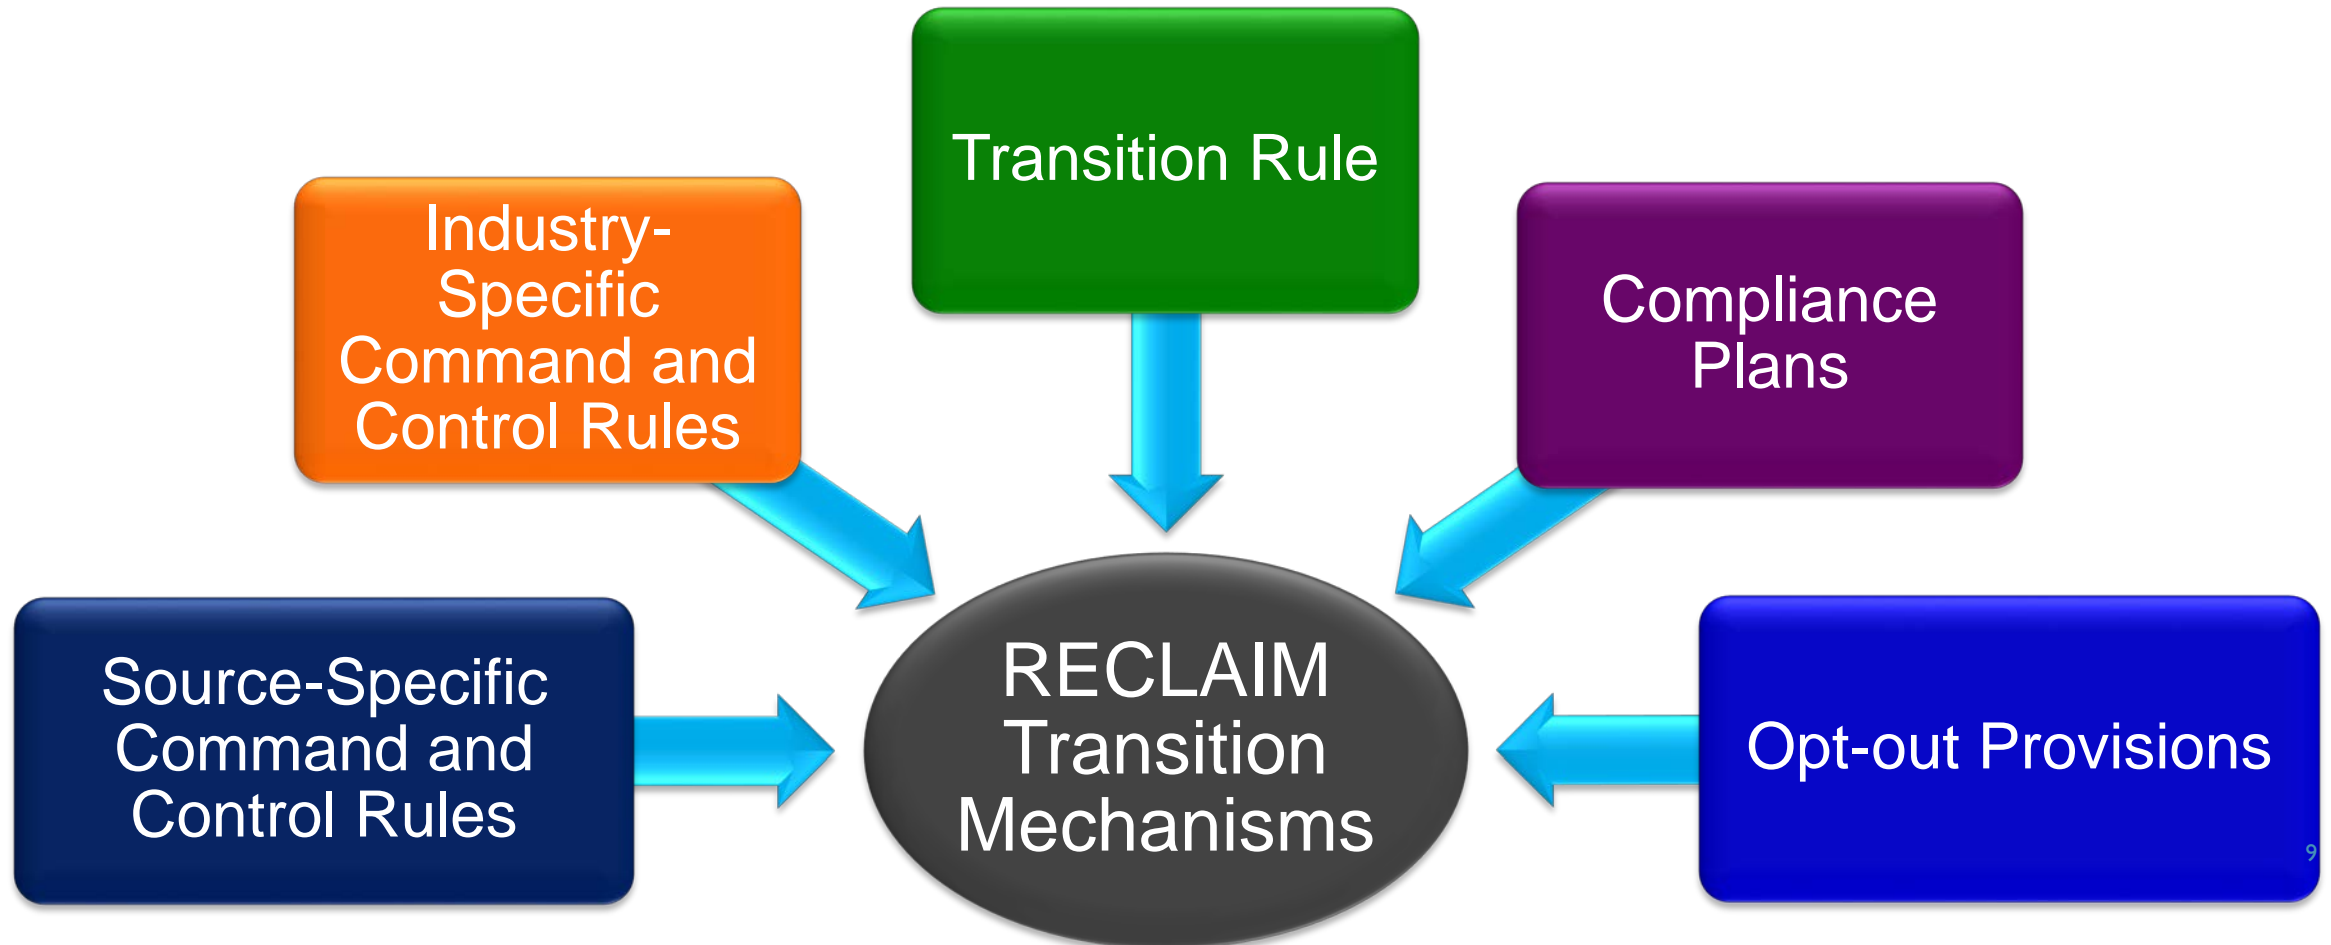 Transition Rule
Industry-
Specific
Command and
Control Rules
Compliance
Plans
Source-Specific
Command and
Control Rules
RECLAIM
Transition
Mechanisms
Opt-out Provisions
9